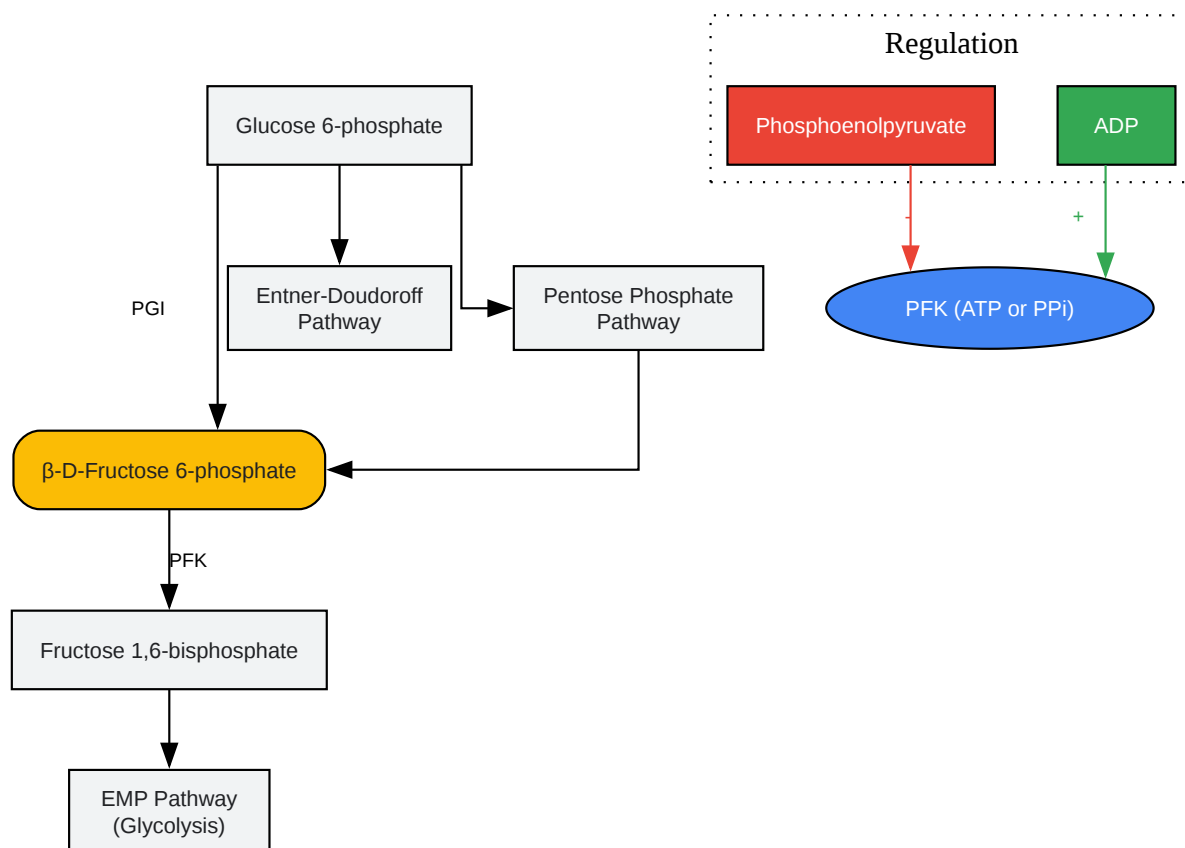 Regulation
Glucose 6-phosphate
Phosphoenolpyruvate
ADP
-
+
PGI
Entner-Doudoroff
Pathway
Pentose Phosphate
Pathway
PFK (ATP or PPi)
β-D-Fructose 6-phosphate
PFK
Fructose 1,6-bisphosphate
EMP Pathway
(Glycolysis)